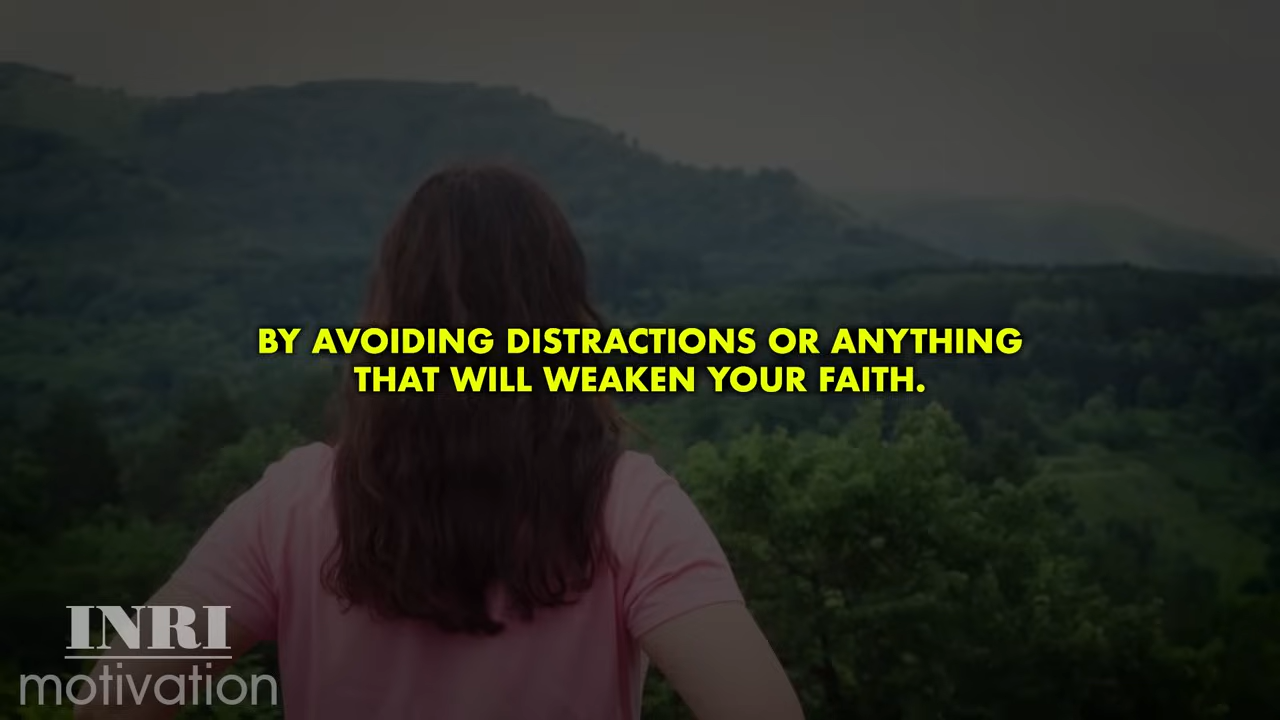 BY AVOIDING DISTRACTIONS OR ANYTHING
THAT WILL WEAKEN YOUR FAITH.
INRI
motivation